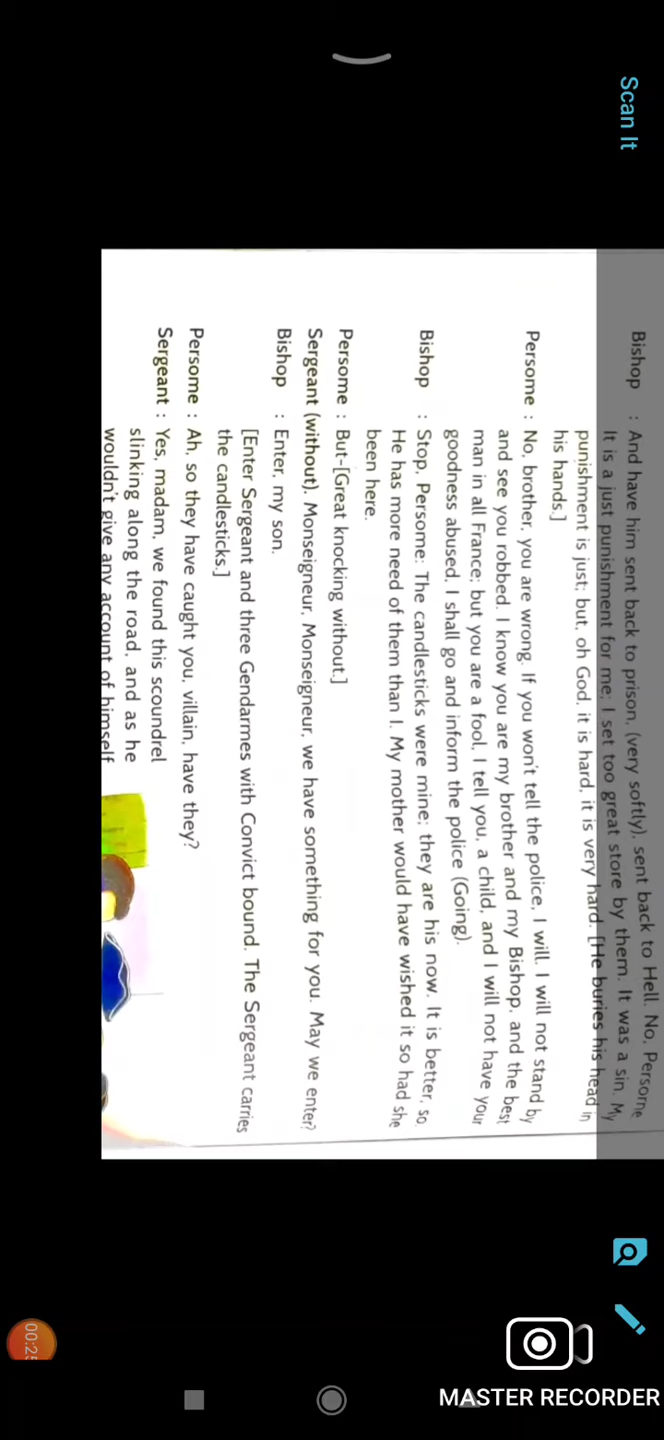 Scan It
Bishop : And have him sent back to prison, (very softly), sent back to Hell. No, Persome
It is a just punishment for me; I set too great store by them. It was a sin. My
punishment is just; but, oh God, it is hard, it is very hard. [He buries his head in
his hands.]
Persome : No, brother, you are wrong. If you won't tell the police, I will. I will not stand by
and see you robbed. I know you are my brother and my Bishop, and the best
man in all France; but you are a fool, I tell you, a child, and I will not have your
goodness abused, I shall go and inform the police (Going).
Bishop : Stop, Persome: The candlesticks were mine; they are his now. It is better, so.
He has more need of them than I. My mother would have wished it so had she
been here.
Persome : But-[Great knocking without.]
Sergeant (without). Monseigneur, Monseigneur, we have something for you. May we enter?
Bishop : Enter, my son.
[Enter Sergeant and three Gendarmes with Convict bound. The Sergeant carries
the candlesticks.]
Persome : Ah, so they have caught you, villain, have they?
Sergeant : Yes, madam, we found this scoundrel
slinking along the road, and as he
wouldn't give any account of himself
MASTER RECORDER
00:25